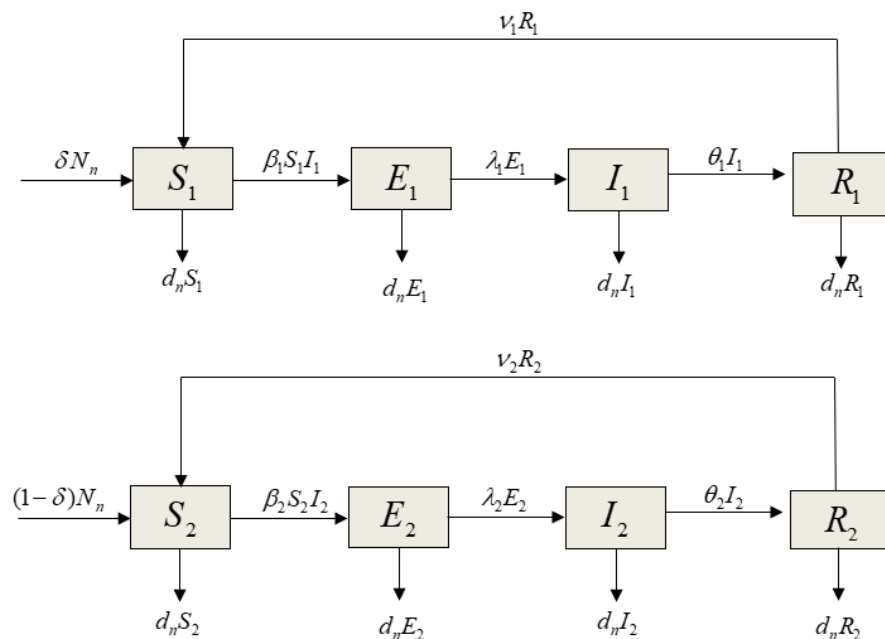 ν₁R₁
δNₙ
S₁
β₁S₁I₁
E₁
λ₁E₁
I₁
θ₁I₁
R₁
dₙS₁
dₙE₁
dₙI₁
dₙR₁
ν₂R₂
(1−δ)Nₙ
S₂
β₂S₂I₂
E₂
λ₂E₂
I₂
θ₂I₂
R₂
dₙS₂
dₙE₂
dₙI₂
dₙR₂